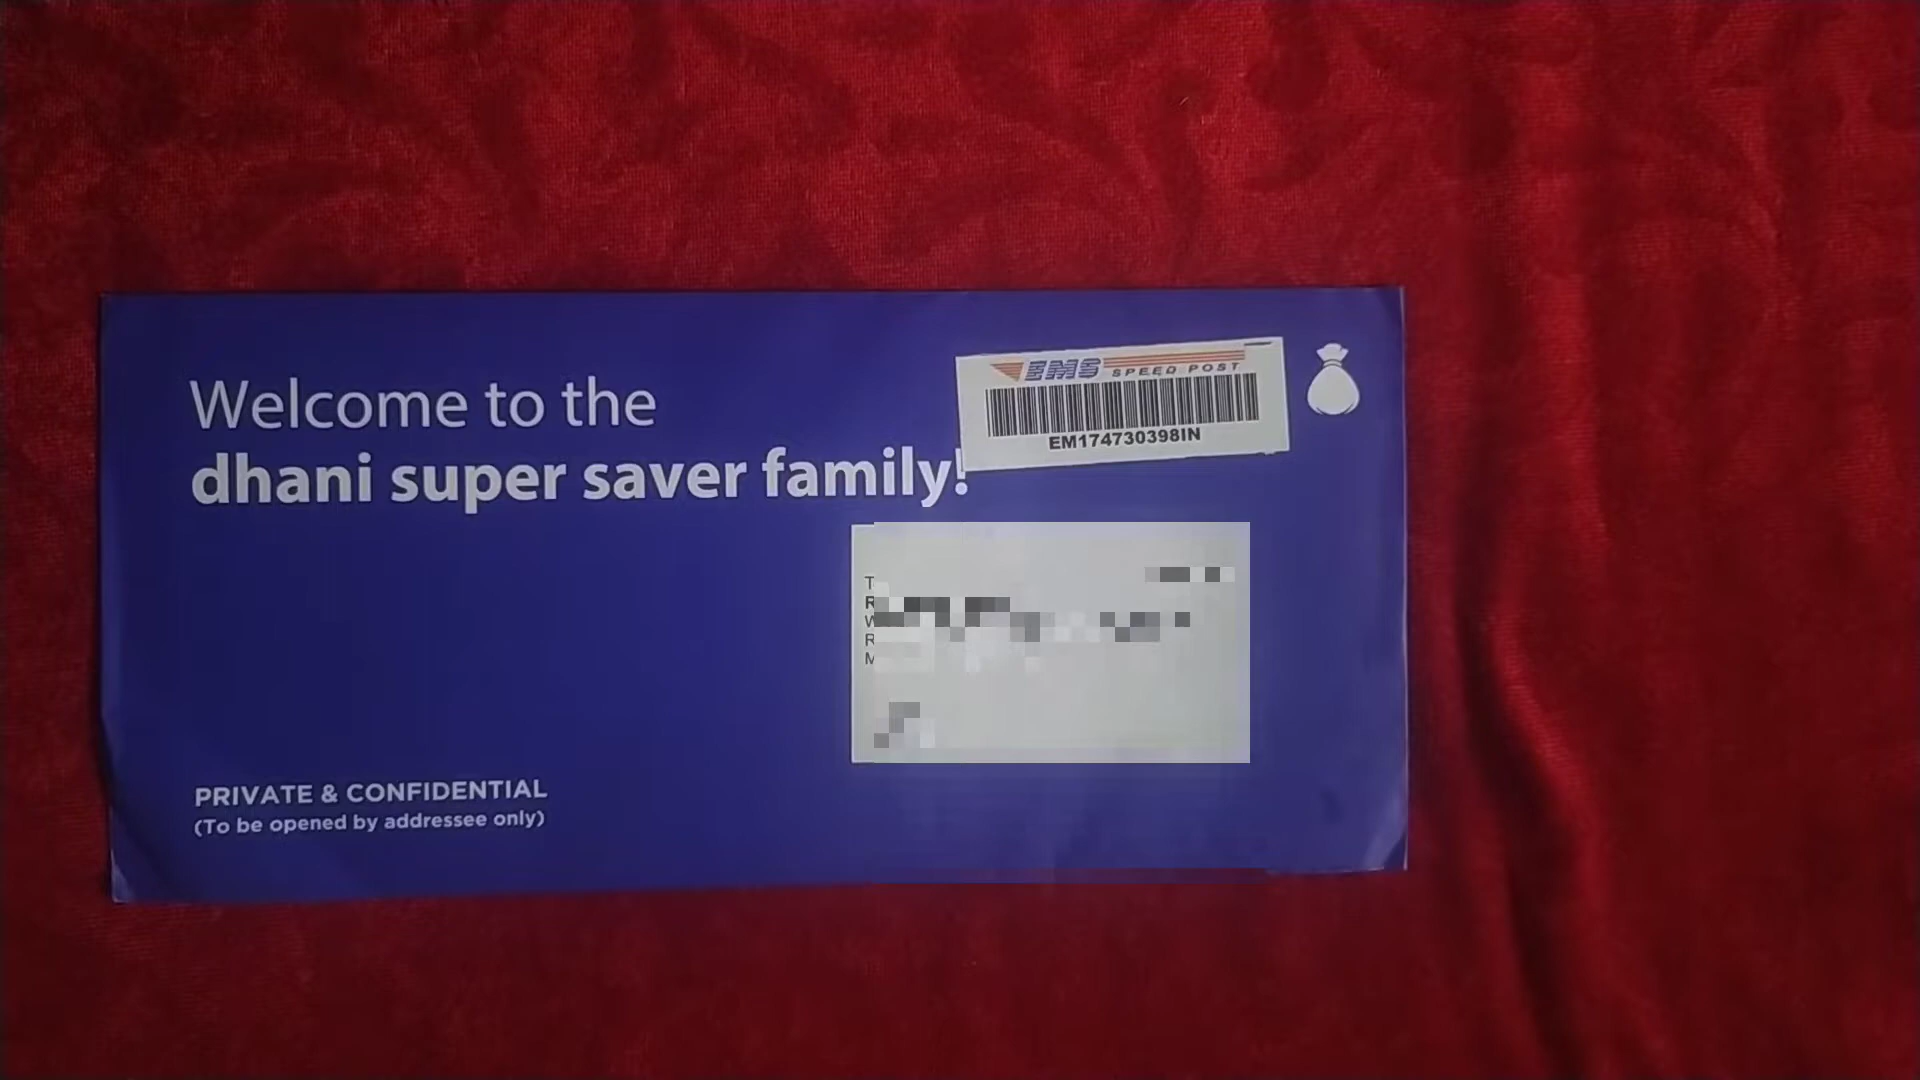 Welcome to the
dhani super saver family!
EMS SPEED POST
EM174730398IN
T
R
W
R
M
PRIVATE & CONFIDENTIAL
(To be opened by addressee only)